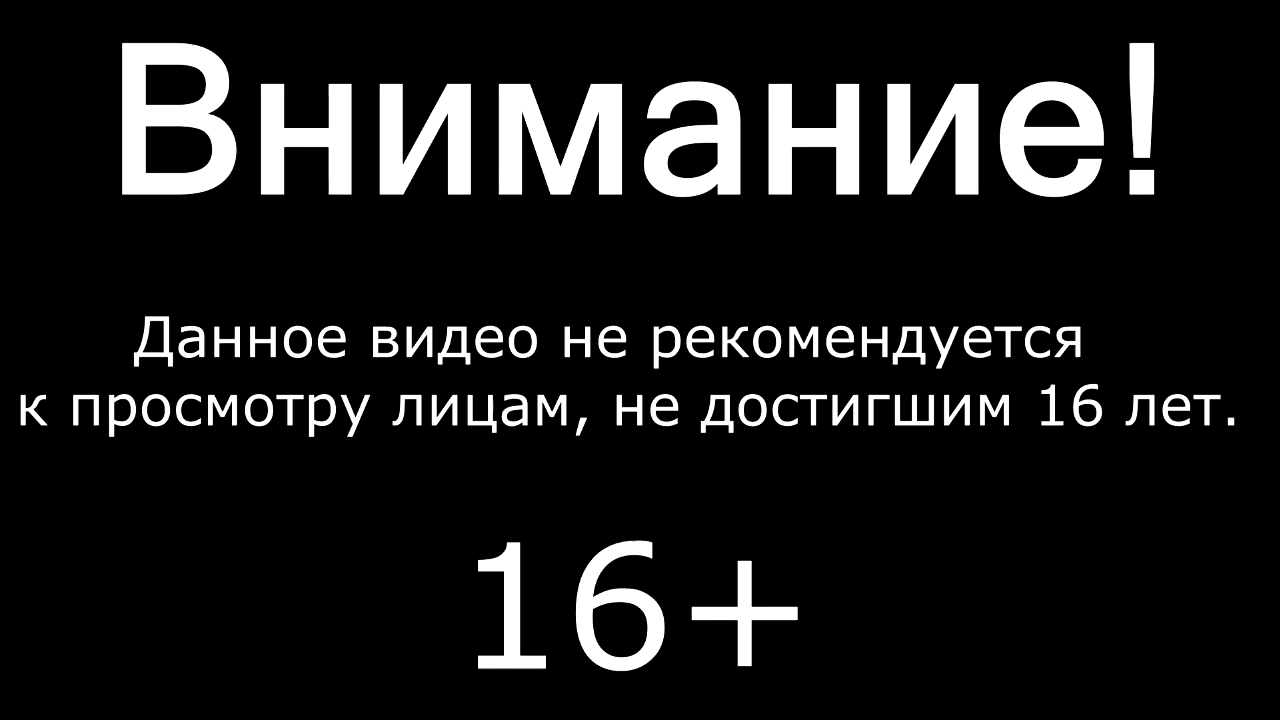 Внимание!
Данное видео не рекомендуется
к просмотру лицам, не достигшим 16 лет.
16+